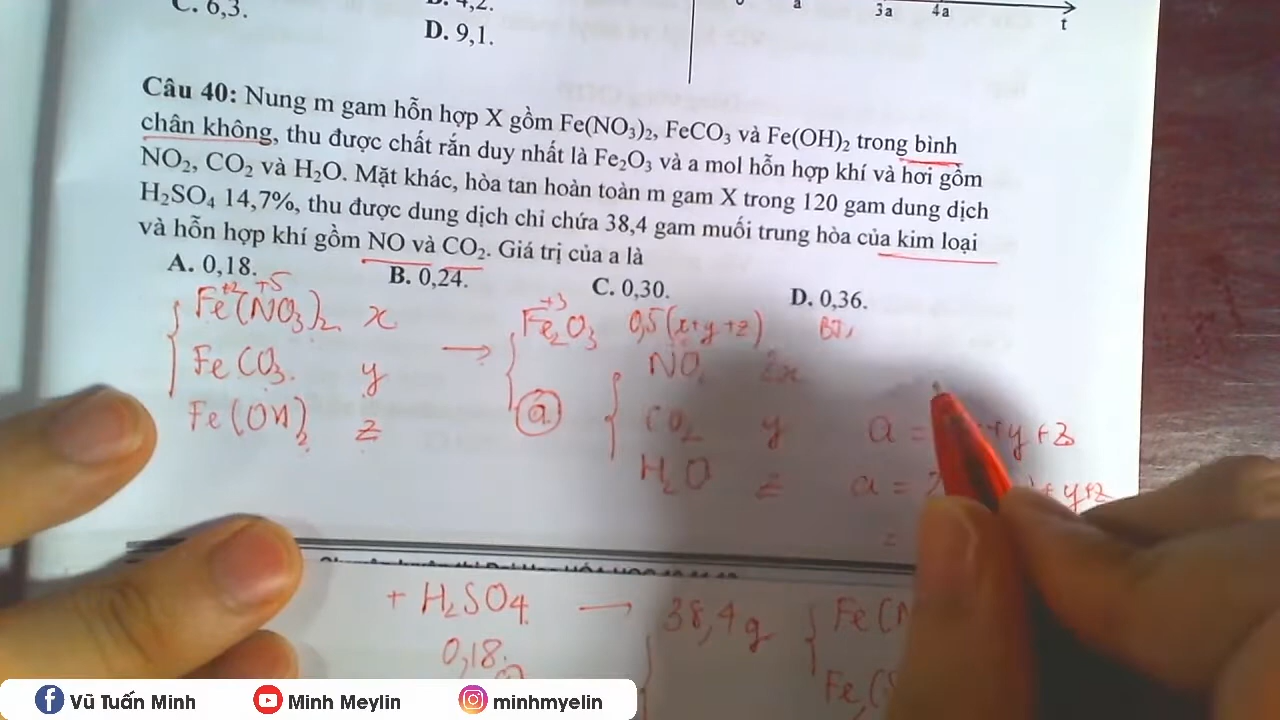 C. 6,3.
B. 4,2.
D. 9,1.
a
3a
4a
t
Câu 40: Nung m gam hỗn hợp X gồm Fe(NO3)2, FeCO3 và Fe(OH)2 trong bình
chân không, thu được chất rắn duy nhất là Fe2O3 và a mol hỗn hợp khí và hơi gồm
NO2, CO2 và H2O. Mặt khác, hòa tan hoàn toàn m gam X trong 120 gam dung dịch
H2SO4 14,7%, thu được dung dịch chỉ chứa 38,4 gam muối trung hòa của kim loại
và hỗn hợp khí gồm NO và CO2. Giá trị của a là
A. 0,18.
B. 0,24.
C. 0,30.
D. 0,36.
+2 +5
Fe(NO3)2 x
FeCO3 y
Fe(OH)2 z
+3
Fe2O3 0,5(x+y+z)
NO2 2x
a
CO2 y
H2O z
+ H2SO4 → 38,4 g
0,18
Vũ Tuấn Minh
Minh Meylin
minhmyelin